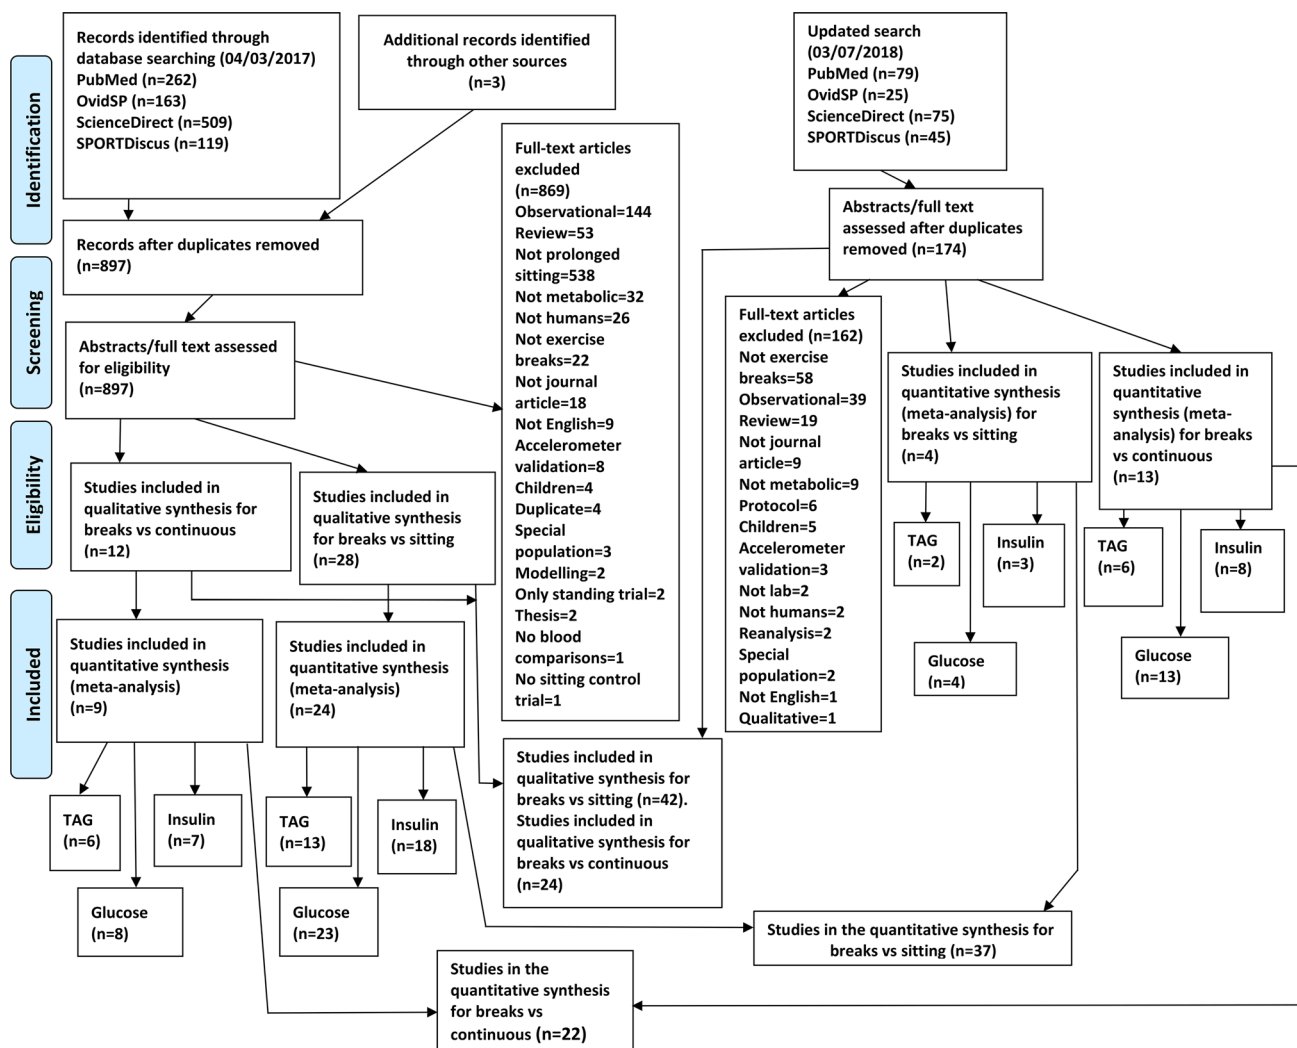 Identification
Screening
Eligibility
Included
Records identified through
database searching (04/03/2017)
PubMed (n=262)
OvidSP (n=163)
ScienceDirect (n=509)
SPORTDiscus (n=119)
Additional records identified
through other sources
(n=3)
Records after duplicates removed
(n=897)
Abstracts/full text assessed
for eligibility
(n=897)
Full-text articles
excluded
(n=869)
Observational=144
Review=53
Not prolonged
sitting=538
Not metabolic=32
Not humans=26
Not exercise
breaks=22
Not journal
article=18
Not English=9
Accelerometer
validation=8
Children=4
Duplicate=4
Special
population=3
Modelling=2
Only standing trial=2
Thesis=2
No blood
comparisons=1
No sitting control
trial=1
Studies included in
qualitative synthesis for
breaks vs continuous
(n=12)
Studies included in
qualitative synthesis
for breaks vs sitting
(n=28)
Studies included in
quantitative synthesis
(meta-analysis)
(n=9)
Studies included in
quantitative synthesis
(meta-analysis)
(n=24)
TAG
(n=6)
Insulin
(n=7)
Glucose
(n=8)
TAG
(n=13)
Insulin
(n=18)
Glucose
(n=23)
Updated search
(03/07/2018)
PubMed (n=79)
OvidSP (n=25)
ScienceDirect (n=75)
SPORTDiscus (n=45)
Abstracts/full text
assessed after duplicates
removed
(n=174)
Full-text articles
excluded (n=162)
Not exercise
breaks=58
Observational=39
Review=19
Not journal
article=9
Not metabolic=9
Protocol=6
Children=5
Accelerometer
validation=3
Not lab=2
Not humans=2
Reanalysis=2
Special
population=2
Not English=1
Qualitative=1
Studies included in
quantitative synthesis
(meta-analysis) for
breaks vs sitting
(n=4)
Studies included in
quantitative
synthesis (meta-
analysis) for breaks
vs continuous
(n=13)
TAG
(n=2)
Insulin
(n=3)
Glucose
(n=4)
TAG
(n=6)
Insulin
(n=8)
Glucose
(n=13)
Studies included in
qualitative synthesis for
breaks vs sitting (n=42).
Studies included in
qualitative synthesis for
breaks vs continuous
(n=24)
Studies in the quantitative synthesis for
breaks vs sitting (n=37)
Studies in the
quantitative synthesis
for breaks vs
continuous (n=22)